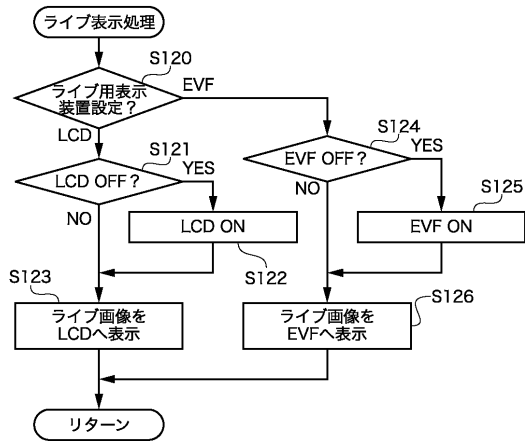 ライブ表示処理
S120
ライブ用表示
装置設定？
EVF
LCD
S121
LCD OFF？
YES
NO
S124
EVF OFF？
YES
NO
LCD ON
S122
S125
EVF ON
S123
ライブ画像を
LCDへ表示
S126
ライブ画像を
EVFへ表示
リターン